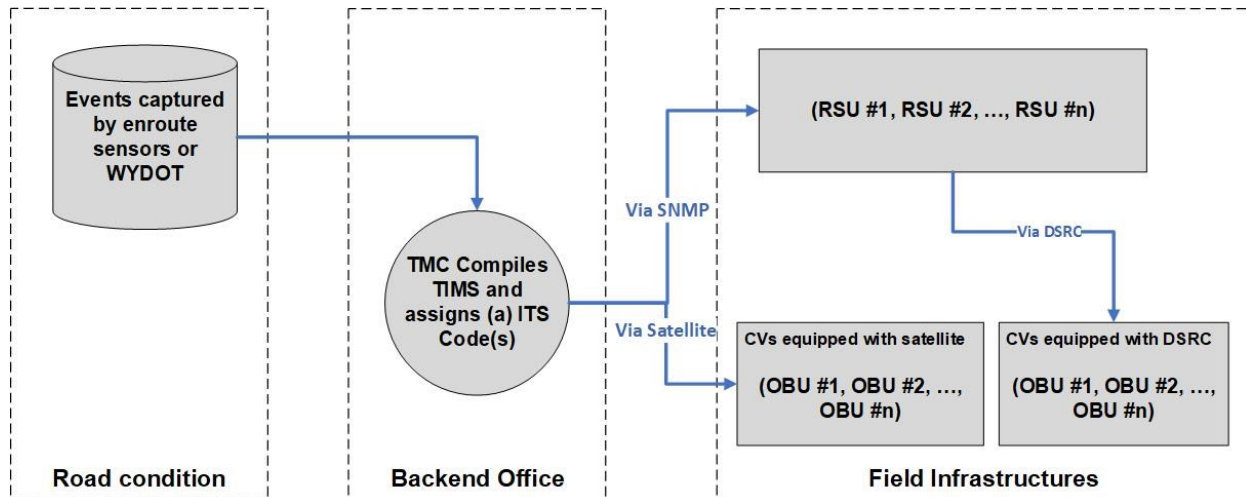 Events captured
by enroute
sensors or
WYDOT
Road condition
TMC Compiles
TIMS and
assigns (a) ITS
Code(s)
Backend Office
Via SNMP
Via Satellite
(RSU #1, RSU #2, ..., RSU #n)
Via DSRC
CVs equipped with satellite
(OBU #1, OBU #2, ...,
OBU #n)
CVs equipped with DSRC
(OBU #1, OBU #2, ...,
OBU #n)
Field Infrastructures